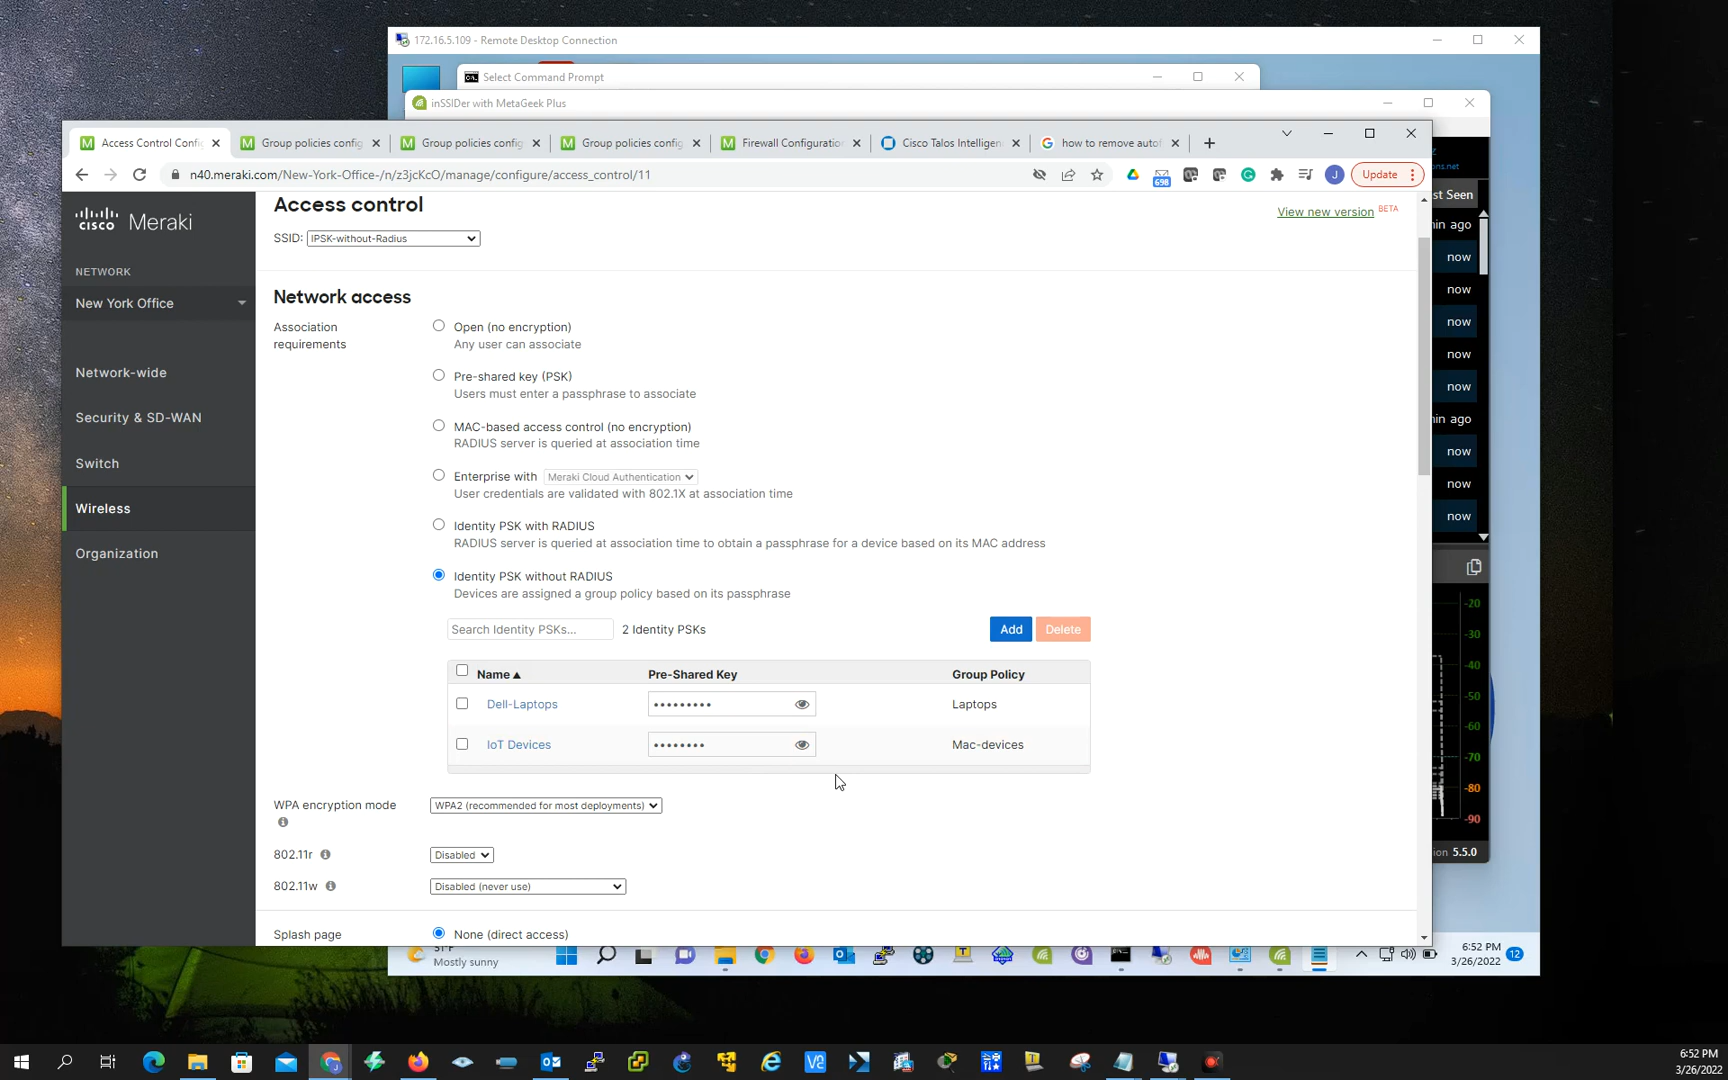 172.16.5.109 - Remote Desktop Connection
Select Command Prompt
inSSIDer with MetaGeek Plus
Access Control Confi
Group policies config
Group policies config
Group policies config
Firewall Configuratio
Cisco Talos Intelligen
how to remove auto
n40.meraki.com/New-York-Office-/n/z3jcKcO/manage/configure/access_control/11
698
J
Update
ions.net
st Seen
min ago
now
now
now
now
now
min ago
now
now
now
-20
-30
-40
-50
-60
-70
-80
-90
ion 5.5.0
cisco Meraki
NETWORK
New York Office
Network-wide
Security & SD-WAN
Switch
Wireless
Organization
Access control
View new version BETA
SSID: IPSK-without-Radius
Network access
Association
requirements
Open (no encryption)
Any user can associate
Pre-shared key (PSK)
Users must enter a passphrase to associate
MAC-based access control (no encryption)
RADIUS server is queried at association time
Enterprise with Meraki Cloud Authentication
User credentials are validated with 802.1X at association time
Identity PSK with RADIUS
RADIUS server is queried at association time to obtain a passphrase for a device based on its MAC address
Identity PSK without RADIUS
Devices are assigned a group policy based on its passphrase
Search Identity PSKs... 2 Identity PSKs Add Delete
Name Pre-Shared Key Group Policy
Dell-Laptops ••••••••• Laptops
IoT Devices •••••••• Mac-devices
WPA encryption mode WPA2 (recommended for most deployments)
802.11r Disabled
802.11w Disabled (never use)
Splash page None (direct access)
51°F
Mostly sunny
6:52 PM
3/26/2022
12
6:52 PM
3/26/2022